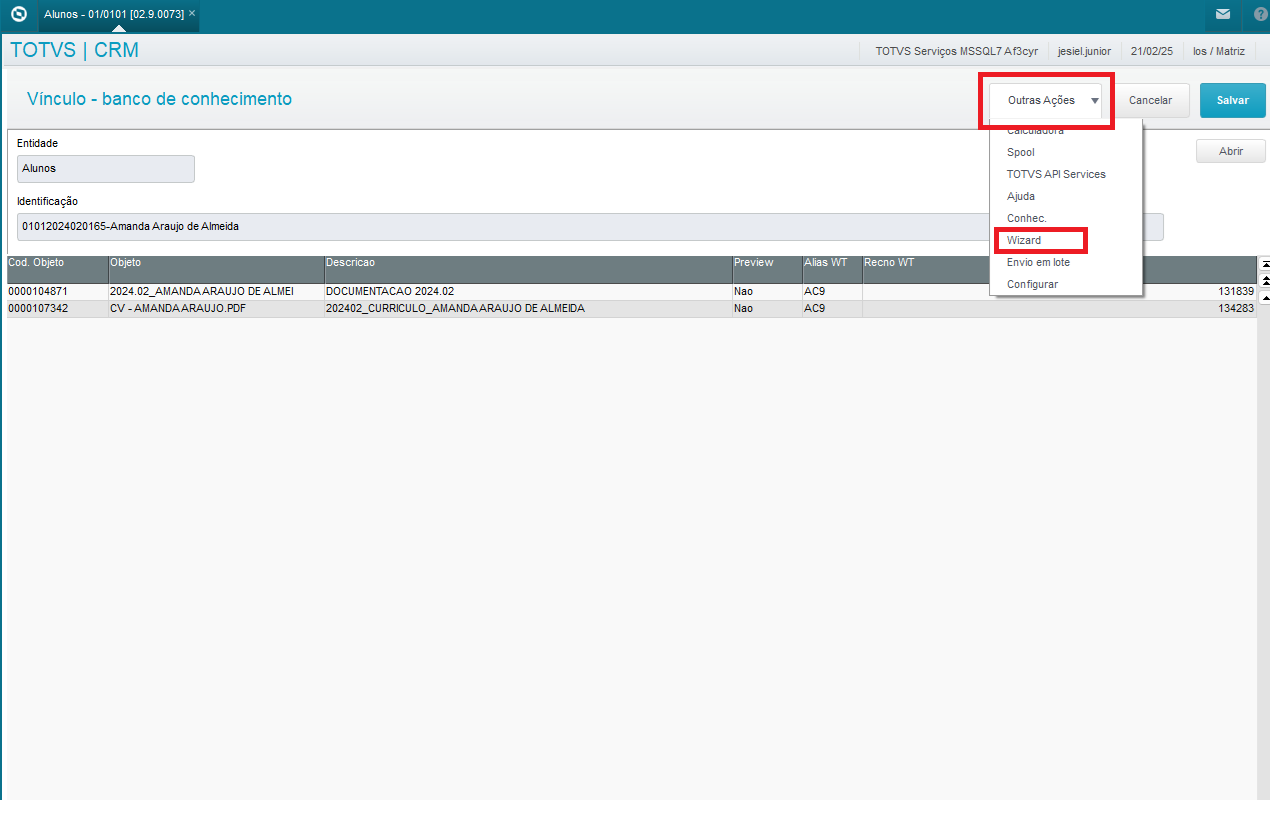 Alunos - 01/0101 [02.9.0073] ×
?
TOTVS | CRM
TOTVS Serviços MSSQL7 Af3cyr jesiel.junior 21/02/25 Ios / Matriz
Vínculo - banco de conhecimento
Outras Ações Cancelar Salvar
Calculadora
Spool
TOTVS API Services
Ajuda
Conhec.
Wizard
Envio em lote
Configurar
Abrir
Entidade
Alunos
Identificação
01012024020165-Amanda Araujo de Almeida
Cod. Objeto Objeto Descricao Preview Alias WT Recno WT
0000104871 2024.02_AMANDA ARAUJO DE ALMEI DOCUMENTACAO 2024.02 Nao AC9 131839
0000107342 CV - AMANDA ARAUJO.PDF 202402_CURRICULO_AMANDA ARAUJO DE ALMEIDA Nao AC9 134283